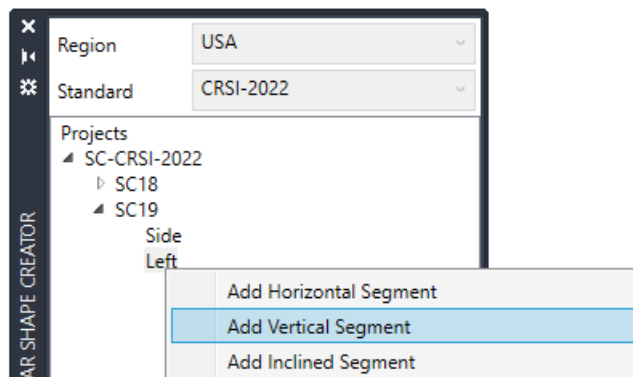 Region USA
Standard CRSI-2022
Projects
SC-CRSI-2022
SC18
SC19
Side
Left
Add Horizontal Segment
Add Vertical Segment
Add Inclined Segment
AR SHAPE CREATOR